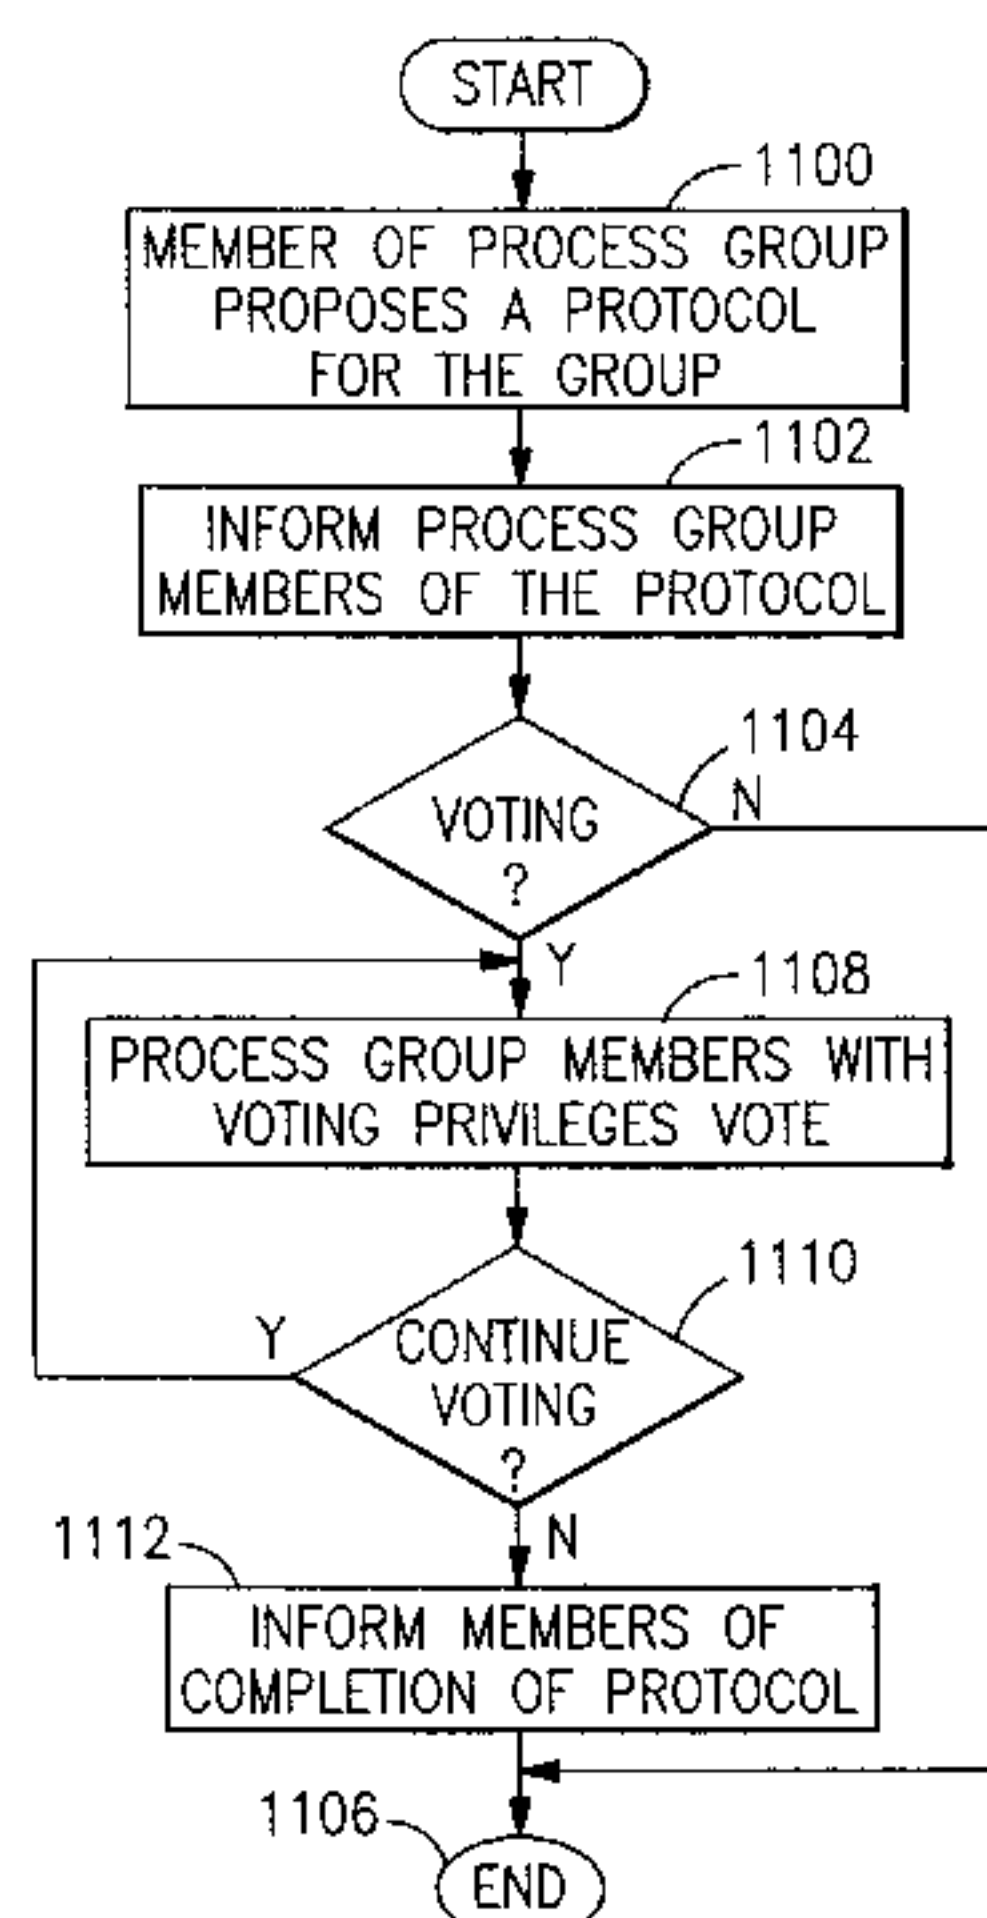 START
1100
MEMBER OF PROCESS GROUP
PROPOSES A PROTOCOL
FOR THE GROUP
1102
INFORM PROCESS GROUP
MEMBERS OF THE PROTOCOL
1104
VOTING
?
N
Y
1108
PROCESS GROUP MEMBERS WITH
VOTING PRIVILEGES VOTE
1110
Y
CONTINUE
VOTING
?
N
1112
INFORM MEMBERS OF
COMPLETION OF PROTOCOL
1106
END